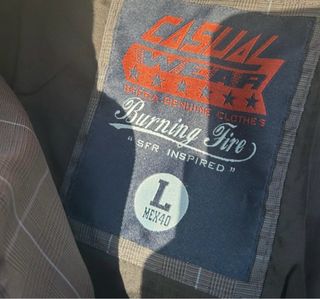 CASUAL
WEAR
GENUINE CLOTHES
Burning Fire
"SFR INSPIRED"
L
MEX40